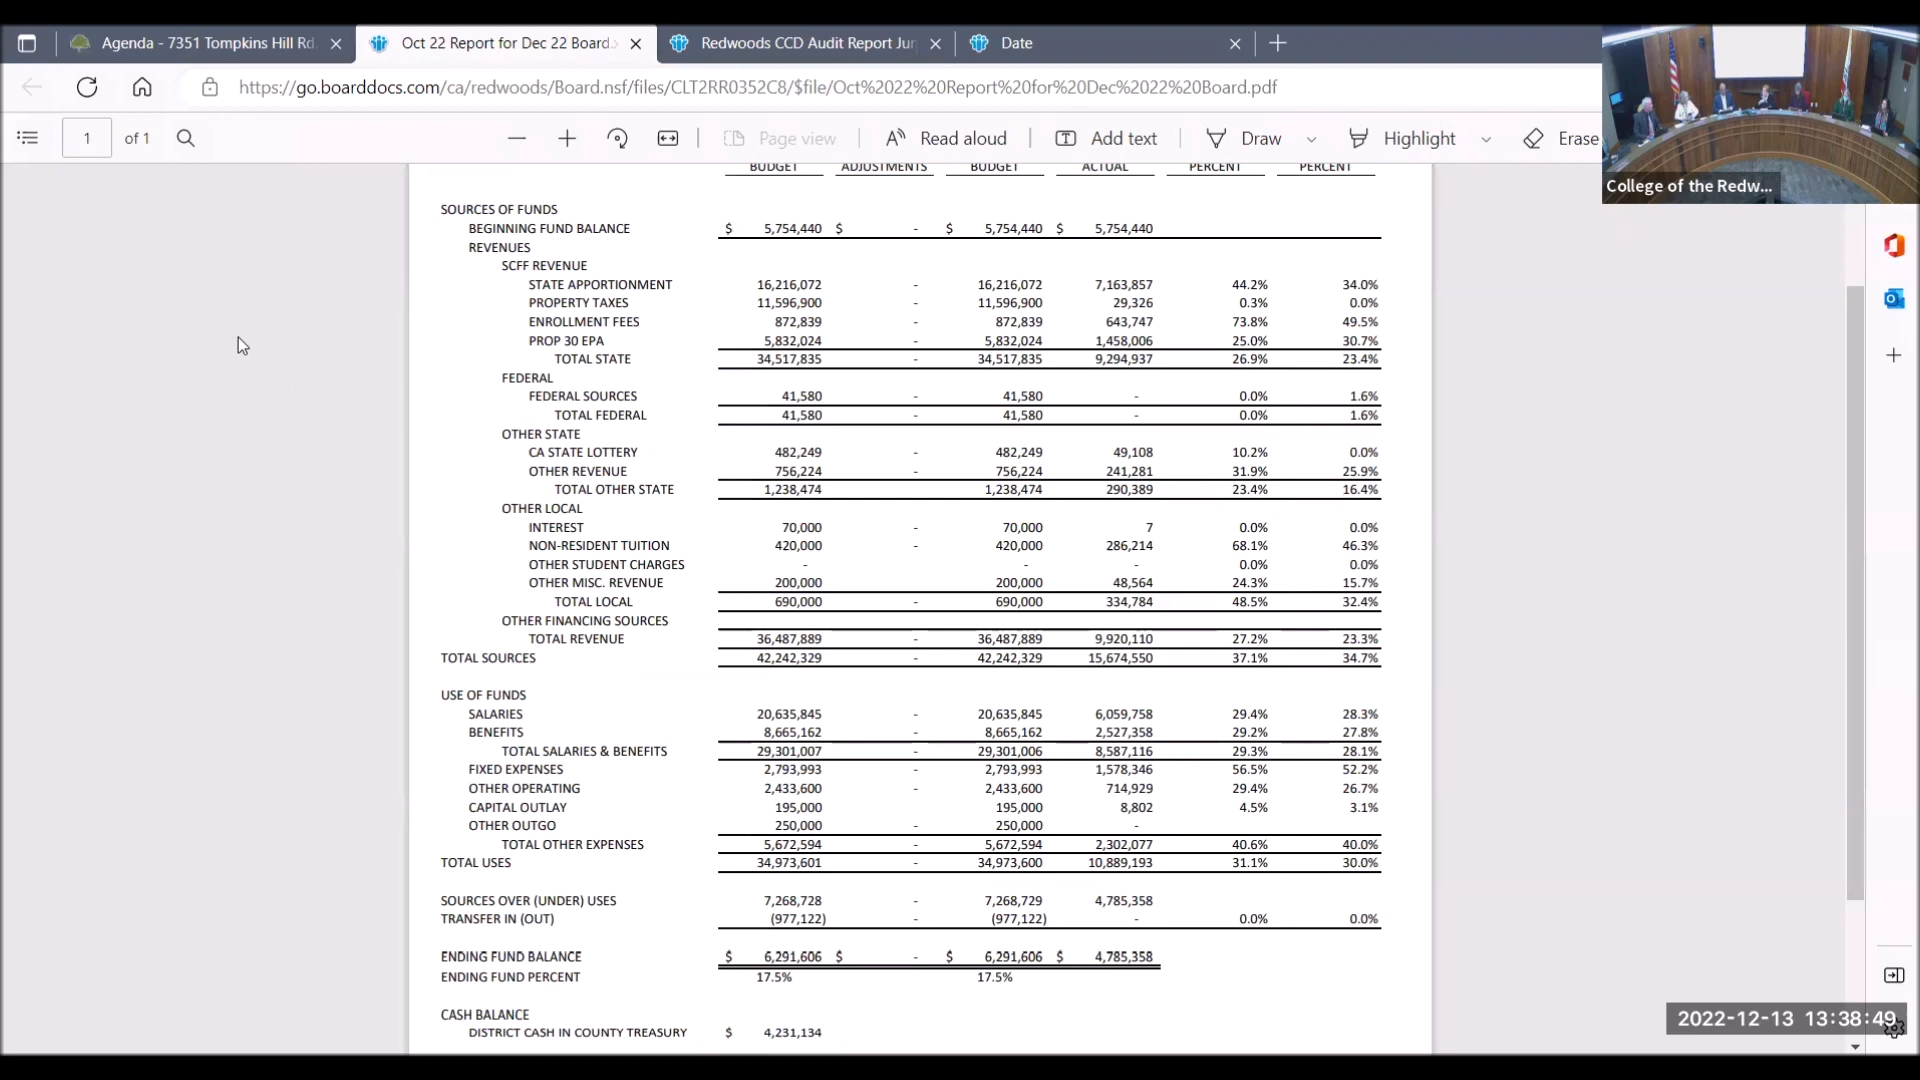 Agenda - 7351 Tompkins Hill Rd. Oct 22 Report for Dec 22 Board. Redwoods CCD Audit Report Jur Date
https://go.boarddocs.com/ca/redwoods/Board.nsf/files/CLT2RR0352C8/$file/Oct%2022%20Report%20for%20Dec%2022%20Board.pdf
1 of 1 Page view Read aloud Add text Draw Highlight Erase
College of the Redw...
BUDGET ADJUSTMENTS BUDGET ACTUAL PERCENT PERCENT
SOURCES OF FUNDS
BEGINNING FUND BALANCE $ 5,754,440 $ - $ 5,754,440 $ 5,754,440
REVENUES
SCFF REVENUE
STATE APPORTIONMENT 16,216,072 - 16,216,072 7,163,857 44.2% 34.0%
PROPERTY TAXES 11,596,900 - 11,596,900 29,326 0.3% 0.0%
ENROLLMENT FEES 872,839 - 872,839 643,747 73.8% 49.5%
PROP 30 EPA 5,832,024 - 5,832,024 1,458,006 25.0% 30.7%
TOTAL STATE 34,517,835 - 34,517,835 9,294,937 26.9% 23.4%
FEDERAL
FEDERAL SOURCES 41,580 - 41,580 - 0.0% 1.6%
TOTAL FEDERAL 41,580 - 41,580 - 0.0% 1.6%
OTHER STATE
CA STATE LOTTERY 482,249 - 482,249 49,108 10.2% 0.0%
OTHER REVENUE 756,224 - 756,224 241,281 31.9% 25.9%
TOTAL OTHER STATE 1,238,474 1,238,474 290,389 23.4% 16.4%
OTHER LOCAL
INTEREST 70,000 - 70,000 7 0.0% 0.0%
NON-RESIDENT TUITION 420,000 - 420,000 286,214 68.1% 46.3%
OTHER STUDENT CHARGES - - - 0.0% 0.0%
OTHER MISC. REVENUE 200,000 200,000 48,564 24.3% 15.7%
TOTAL LOCAL 690,000 - 690,000 334,784 48.5% 32.4%
OTHER FINANCING SOURCES
TOTAL REVENUE 36,487,889 - 36,487,889 9,920,110 27.2% 23.3%
TOTAL SOURCES 42,242,329 - 42,242,329 15,674,550 37.1% 34.7%
USE OF FUNDS
SALARIES 20,635,845 - 20,635,845 6,059,758 29.4% 28.3%
BENEFITS 8,665,162 - 8,665,162 2,527,358 29.2% 27.8%
TOTAL SALARIES & BENEFITS 29,301,007 - 29,301,006 8,587,116 29.3% 28.1%
FIXED EXPENSES 2,793,993 - 2,793,993 1,578,346 56.5% 52.2%
OTHER OPERATING 2,433,600 - 2,433,600 714,929 29.4% 26.7%
CAPITAL OUTLAY 195,000 195,000 8,802 4.5% 3.1%
OTHER OUTGO 250,000 - 250,000 -
TOTAL OTHER EXPENSES 5,672,594 - 5,672,594 2,302,077 40.6% 40.0%
TOTAL USES 34,973,601 - 34,973,600 10,889,193 31.1% 30.0%
SOURCES OVER (UNDER) USES 7,268,728 - 7,268,729 4,785,358
TRANSFER IN (OUT) (977,122) - (977,122) - 0.0% 0.0%
ENDING FUND BALANCE $ 6,291,606 $ - $ 6,291,606 $ 4,785,358
ENDING FUND PERCENT 17.5% 17.5%
CASH BALANCE
DISTRICT CASH IN COUNTY TREASURY $ 4,231,134
2022-12-13 13:38:49